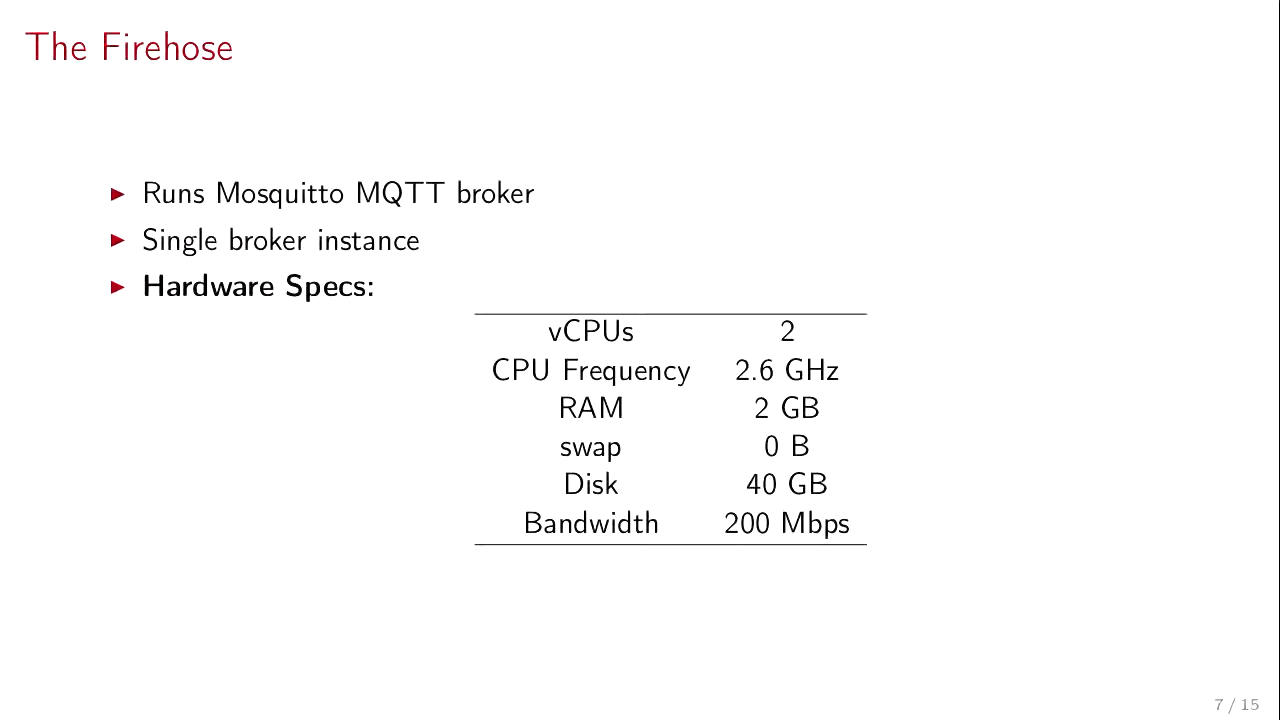 The Firehose
Runs Mosquitto MQTT broker
Single broker instance
Hardware Specs:
vCPUs 2
CPU Frequency 2.6 GHz
RAM 2 GB
swap 0 B
Disk 40 GB
Bandwidth 200 Mbps
7 / 15